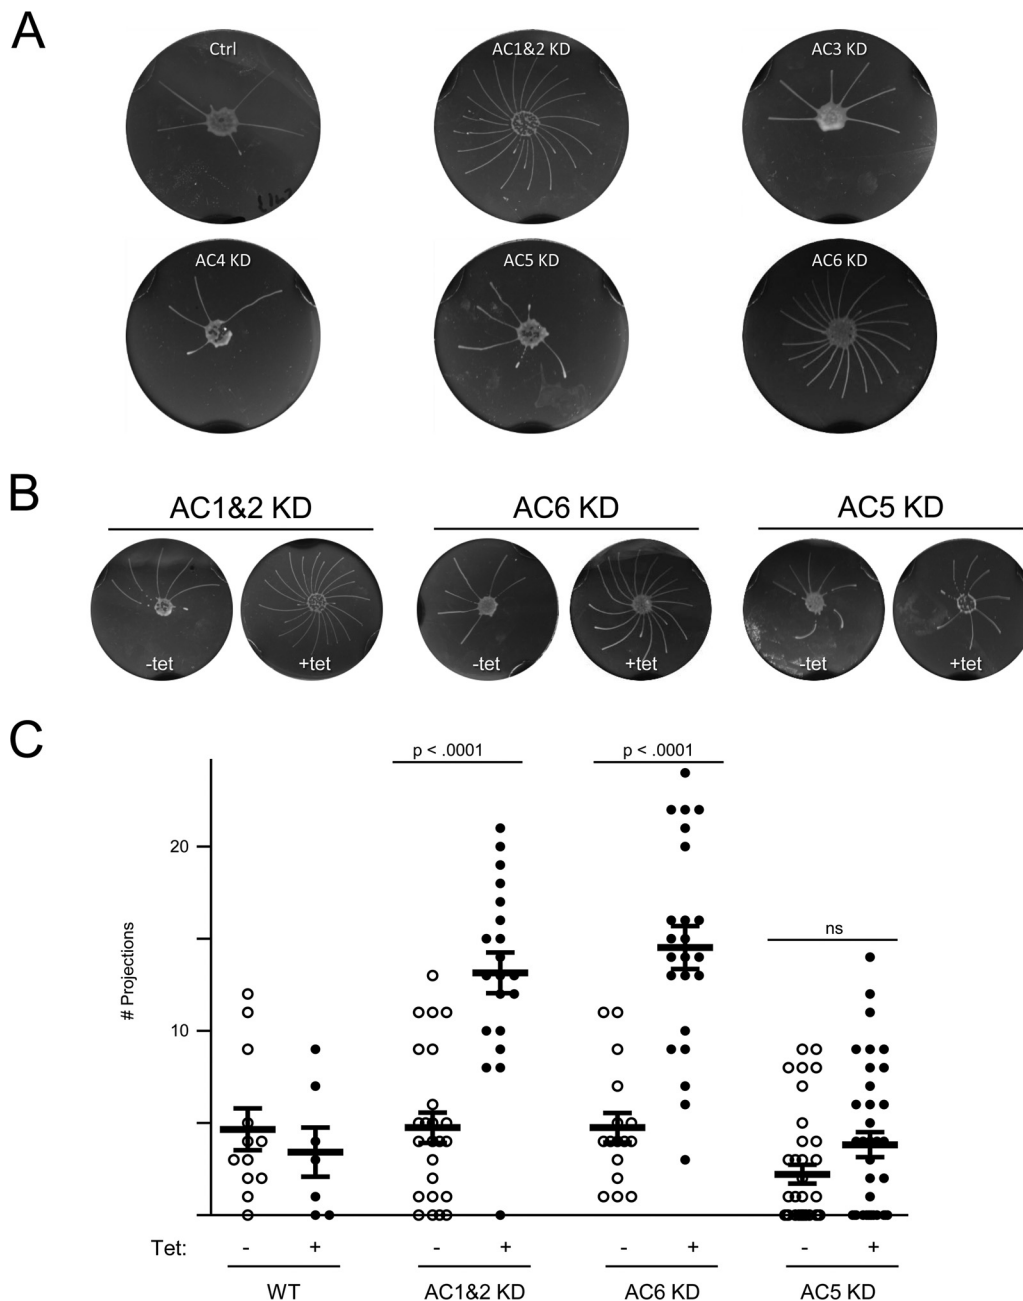 A
Ctrl
AC1&2 KD
AC3 KD
AC4 KD
AC5 KD
AC6 KD
B
AC1&2 KD
AC6 KD
AC5 KD
-tet
+tet
-tet
+tet
-tet
+tet
C
p < .0001
p < .0001
ns
20
10
# Projections
Tet: - + - + - + - +
WT
AC1&2 KD
AC6 KD
AC5 KD